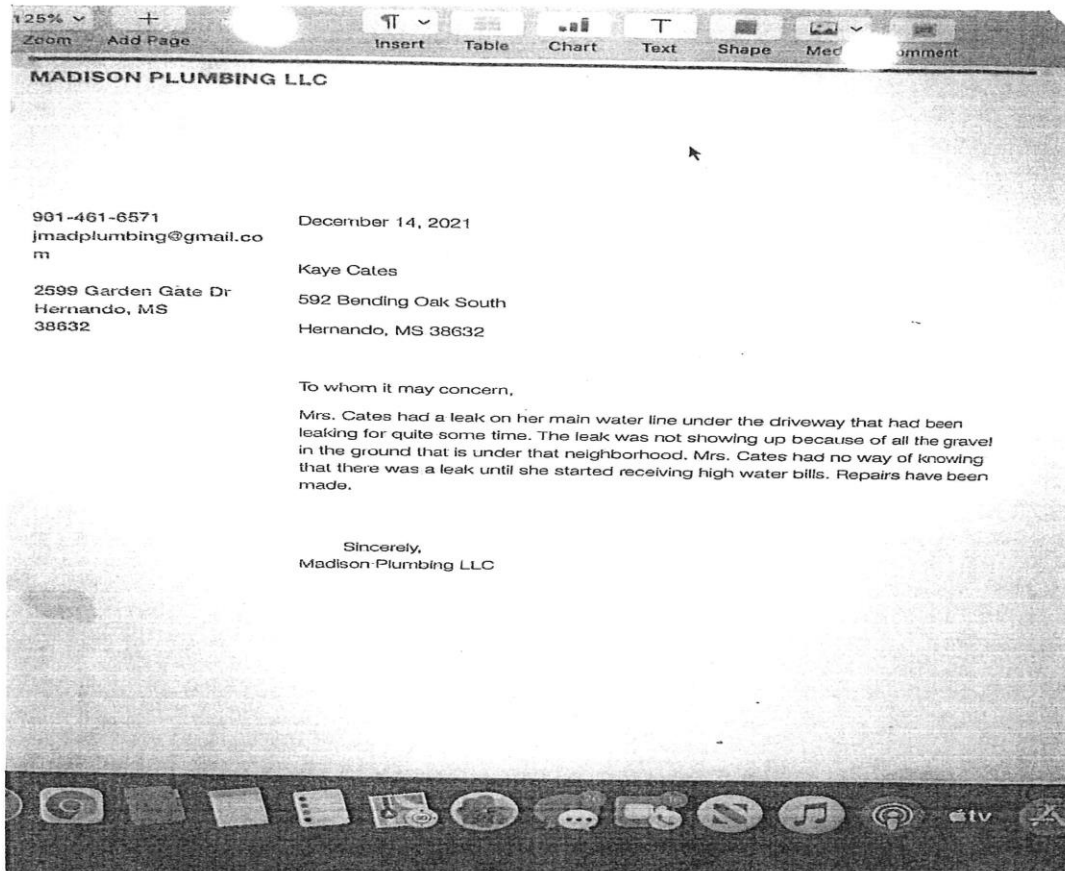 125%
Zoom
Add Page
Insert
Table
Chart
Text
Shape
Med
omment
MADISON PLUMBING LLC
901-461-6571
jmadplumbing@gmail.co
m
2599 Garden Gate Dr
Hernando, MS
38632
December 14, 2021
Kaye Cates
592 Bending Oak South
Hernando, MS 38632
To whom it may concern,
Mrs. Cates had a leak on her main water line under the driveway that had been
leaking for quite some time. The leak was not showing up because of all the gravel
in the ground that is under that neighborhood. Mrs. Cates had no way of knowing
that there was a leak until she started receiving high water bills. Repairs have been
made.
Sincerely,
Madison Plumbing LLC
tv